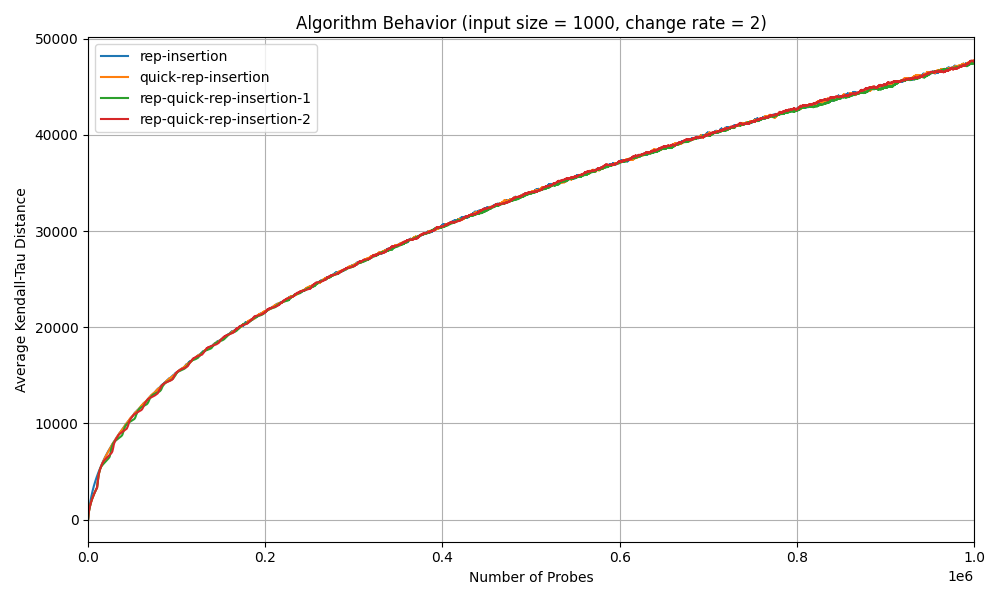 Algorithm Behavior (input size = 1000, change rate = 2)
rep-insertion
quick-rep-insertion
rep-quick-rep-insertion-1
rep-quick-rep-insertion-2
50000
40000
30000
20000
10000
0
Average Kendall-Tau Distance
0.0 0.2 0.4 0.6 0.8 1.0
1e6
Number of Probes